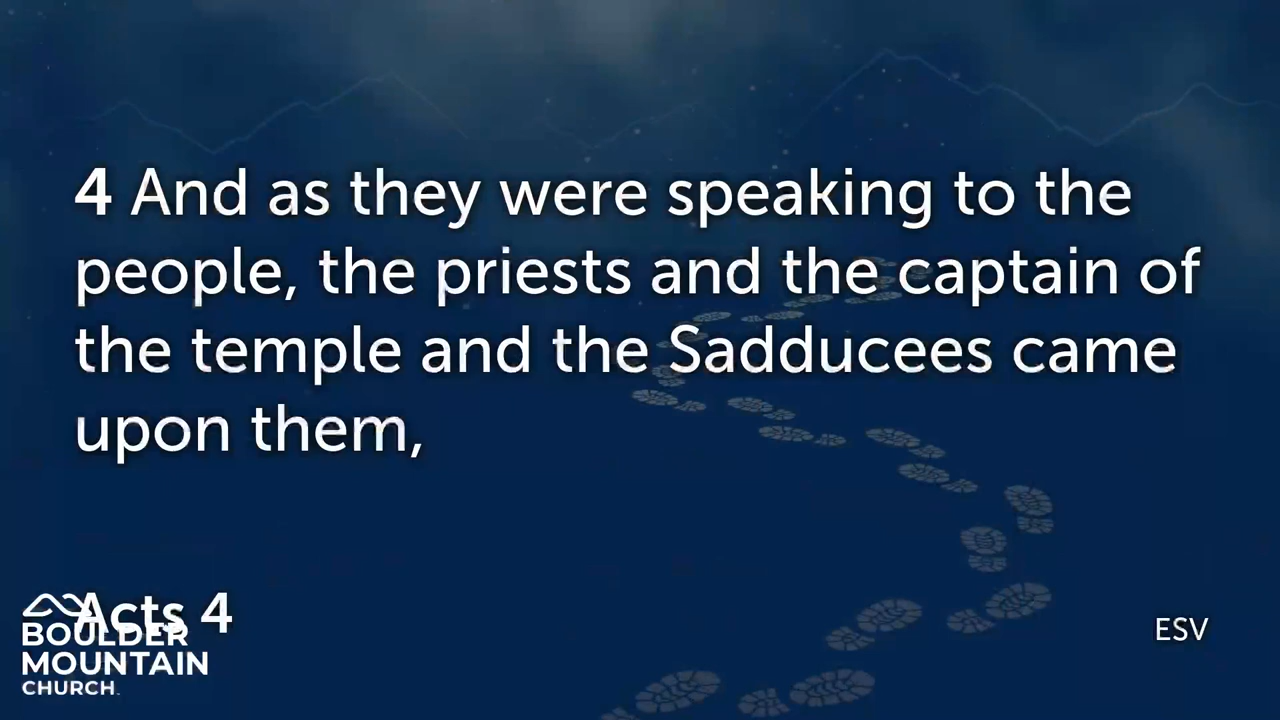 4 And as they were speaking to the
people, the priests and the captain of
the temple and the Sadducees came
upon them,
Acts 4
BOULDER
MOUNTAIN
CHURCH.
ESV